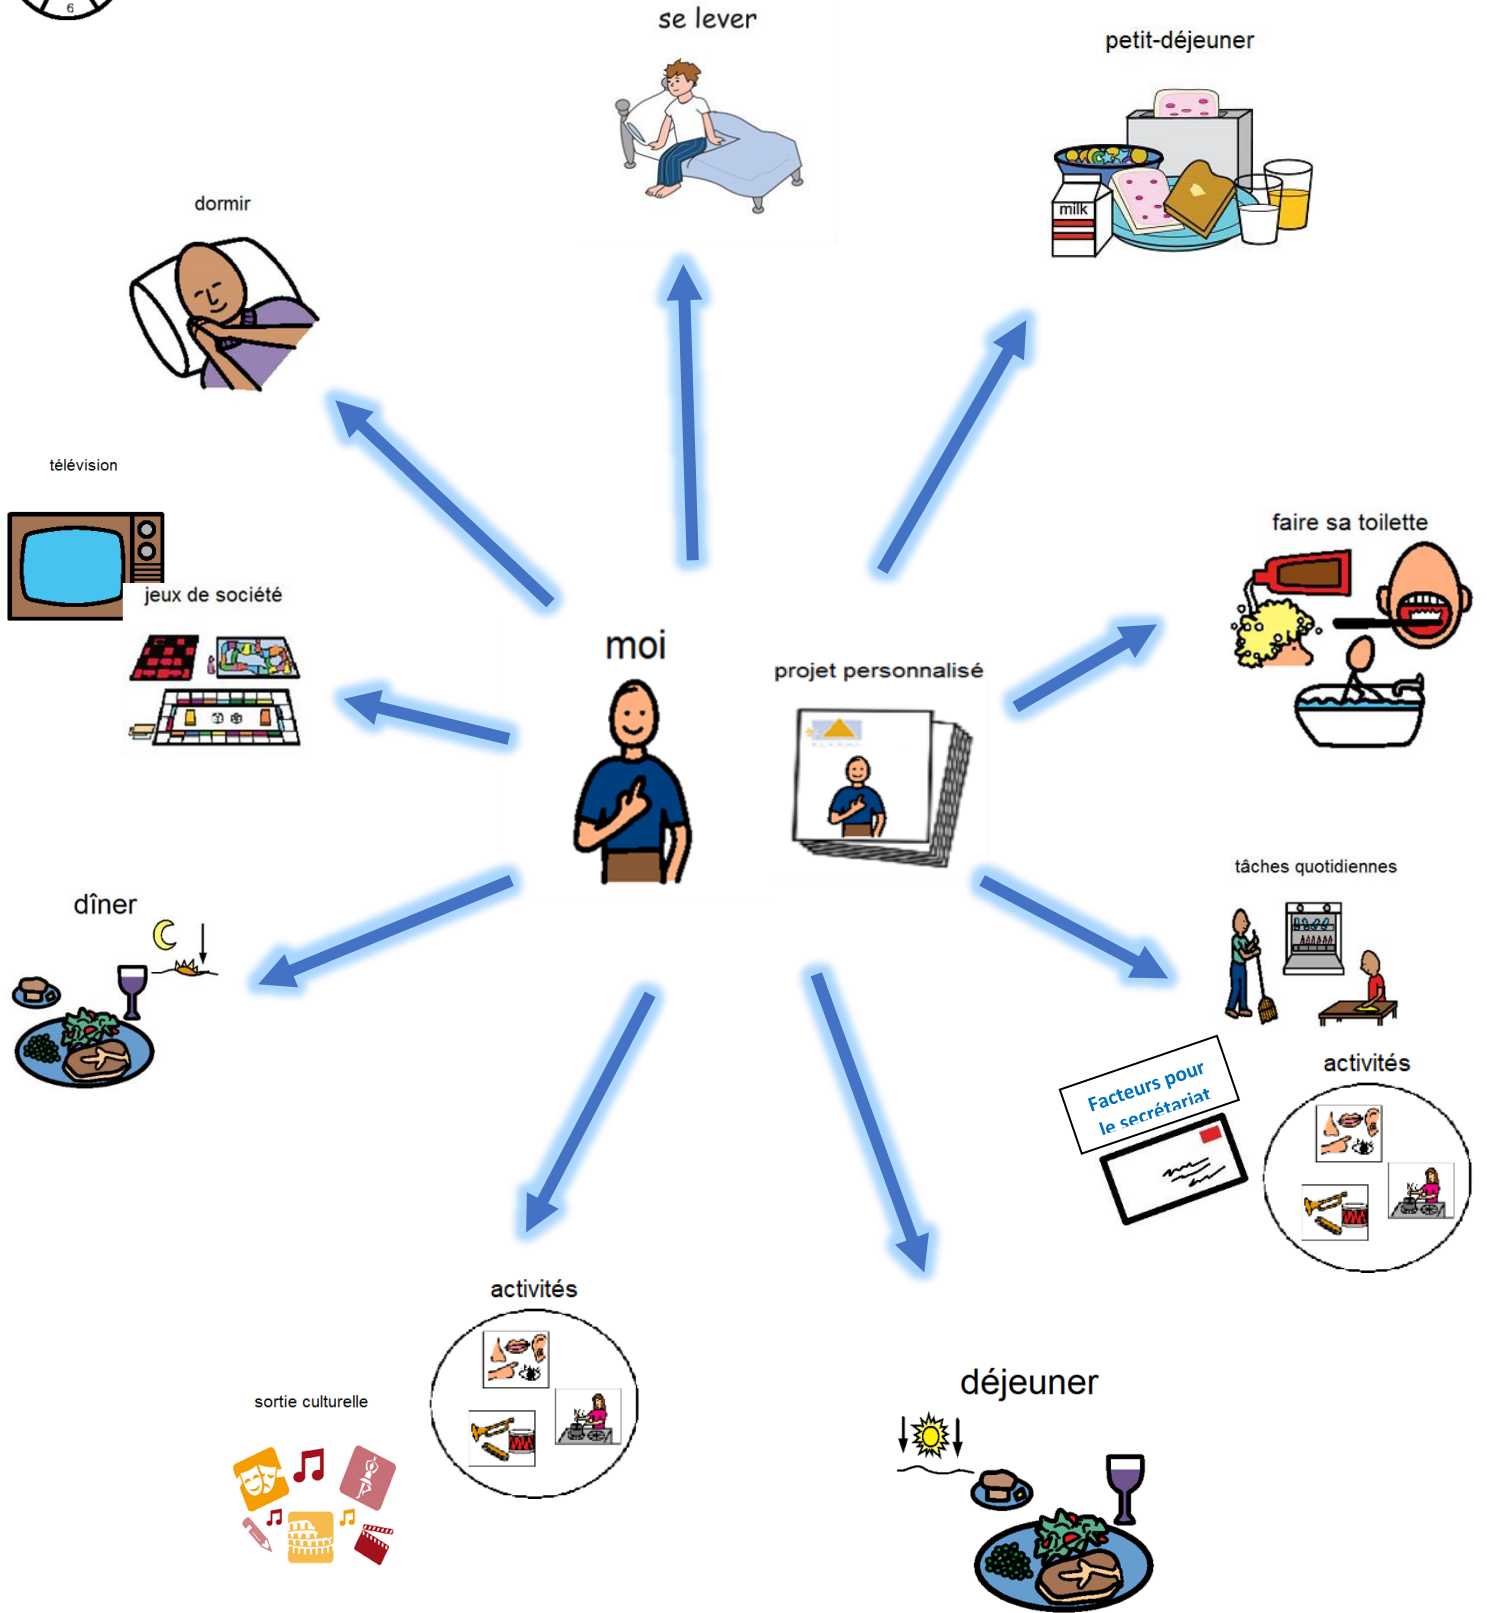 6
se lever
petit-déjeuner
milk
dormir
télévision
faire sa toilette
jeux de société
moi
projet personnalisé
tâches quotidiennes
dîner
activités
Facteurs pour
le secrétariat
activités
déjeuner
sortie culturelle